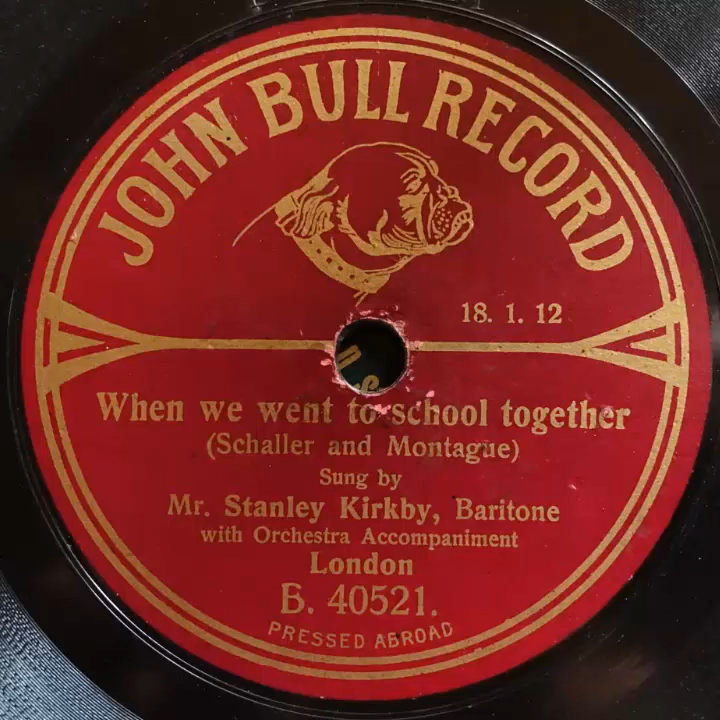 JOHN BULL RECORD
18. 1. 12
When we went to school together
(Schaller and Montague)
Sung by
Mr. Stanley Kirkby, Baritone
with Orchestra Accompaniment
London
B. 40521.
PRESSED ABROAD